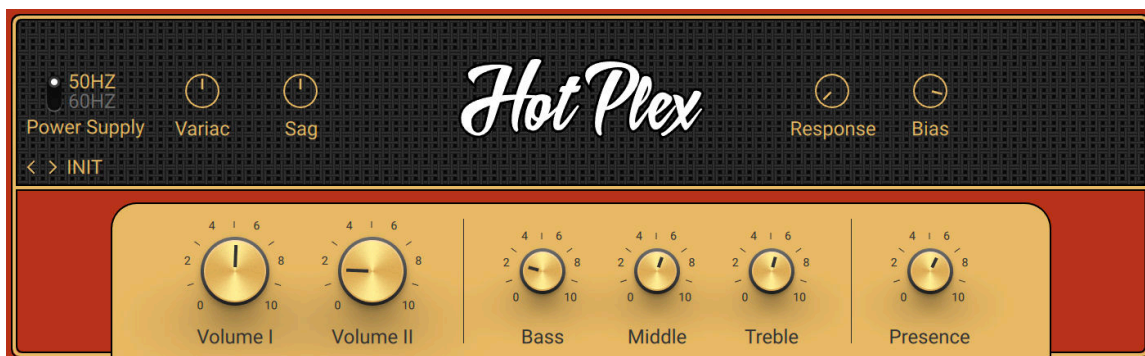 50HZ
60HZ
Power Supply
Variac
Sag
Hot Plex
Response
Bias
< > INIT
0 2 4 6 8 10
Volume I
0 2 4 6 8 10
Volume II
0 2 4 6 8 10
Bass
0 2 4 6 8 10
Middle
0 2 4 6 8 10
Treble
0 2 4 6 8 10
Presence